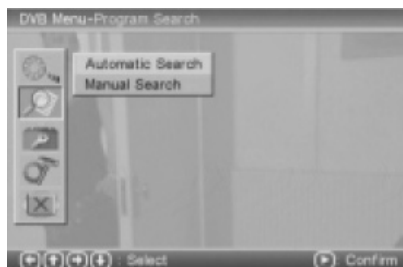 DVB Menu-Program Search
Automatic Search
Manual Search
: Select
: Confirm